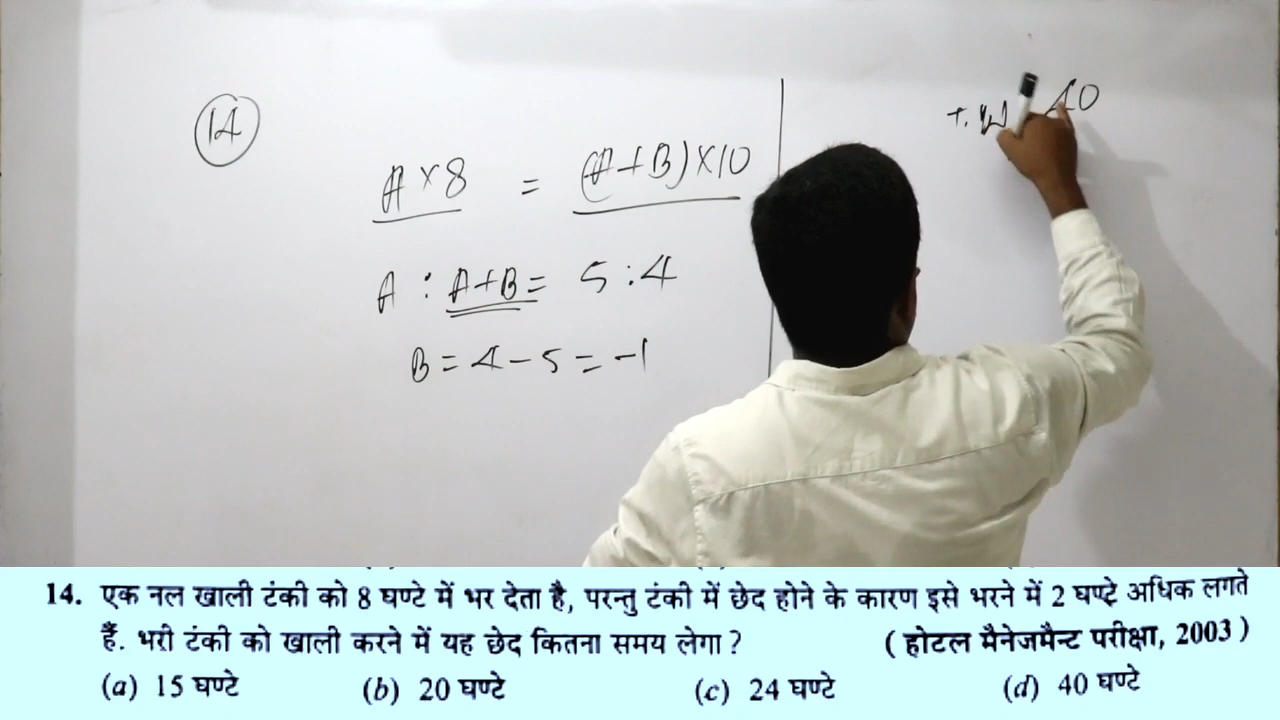 14
A × 8 = (A+B)×10
A : A+B = 5 : 4
B = 4 – 5 = –1
T. W 40
14. एक नल खाली टंकी को 8 घण्टे में भर देता है, परन्तु टंकी में छेद होने के कारण इसे भरने में 2 घण्टे अधिक लगते
हैं. भरी टंकी को खाली करने में यह छेद कितना समय लेगा ? ( होटल मैनेजमैन्ट परीक्षा, 2003 )
(a) 15 घण्टे (b) 20 घण्टे (c) 24 घण्टे (d) 40 घण्टे